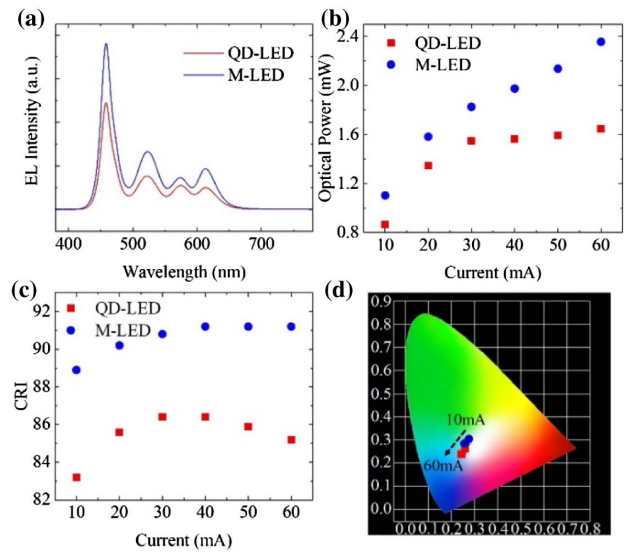 (a)
QD-LED
M-LED
EL Intensity (a.u.)
400 500 600 700
Wavelength (nm)
(b)
QD-LED
M-LED
Optical Power (mW)
2.4
2.0
1.6
1.2
0.8
10 20 30 40 50 60
Current (mA)
(c)
QD-LED
M-LED
CRI
92
90
88
86
84
82
10 20 30 40 50 60
Current (mA)
(d)
0.9
0.8
0.7
0.6
0.5
0.4
0.3
0.2
0.1
0.0
10mA
60mA
0.0 0.1 0.2 0.3 0.4 0.5 0.6 0.7 0.8